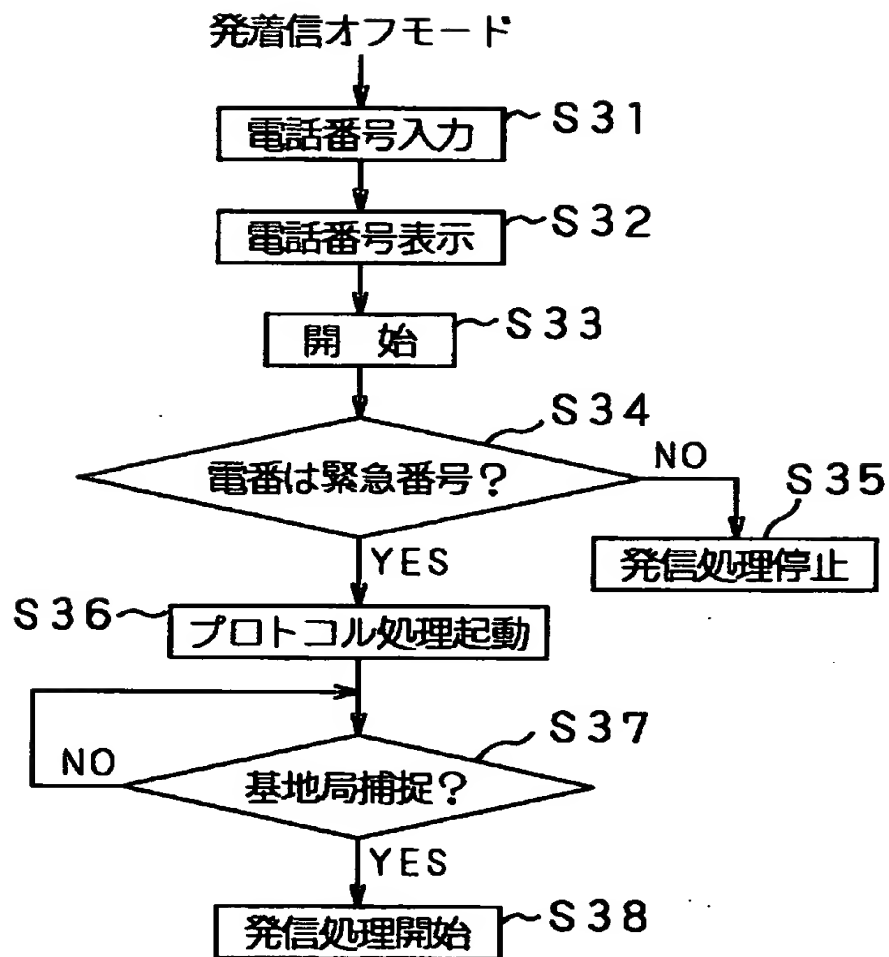 発着信オフモード
電話番号入力 S31
電話番号表示 S32
開 始 S33
S34
電番は緊急番号?
NO
S35
YES
発信処理停止
S36 プロトコル処理起動
S37
NO
基地局捕捉?
YES
発信処理開始 S38